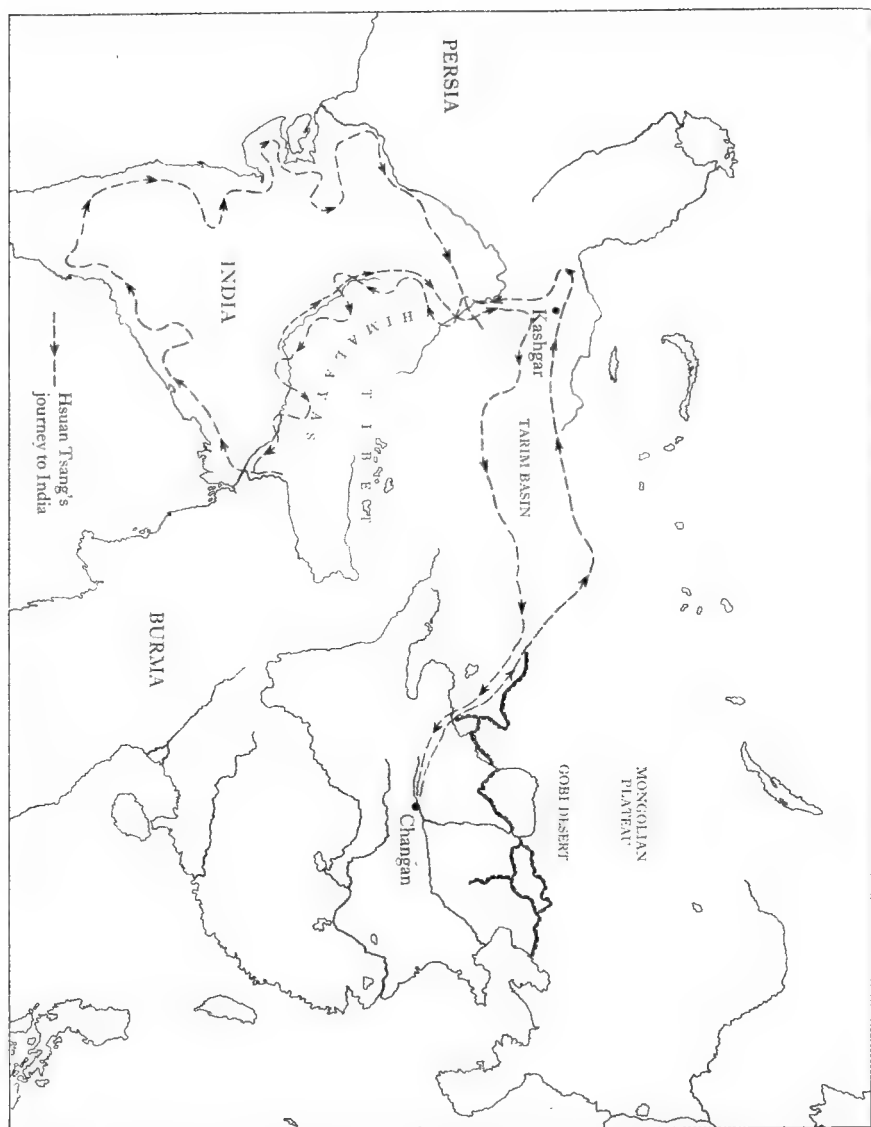 PERSIA
Kashgar
HIMALAYAS
TIBET
TARIM BASIN
INDIA
BURMA
MONGOLIAN
PLATEAU
GOBI DESERT
Changan
Hsuan Tsang's
journey to India